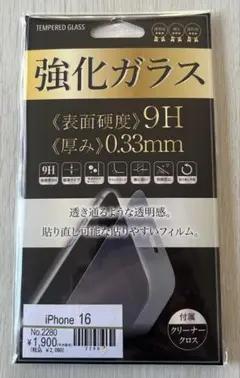 TEMPERED GLASS
強化ガラス
《表面硬度》9H
《厚み》0.33mm
9H
透き通るような透明感。
貼り直し可能な貼りやすいフィルム。
iPhone 16
No.2280
¥1,900
(税込 ¥2,090)
付属
クリーナー
クロス